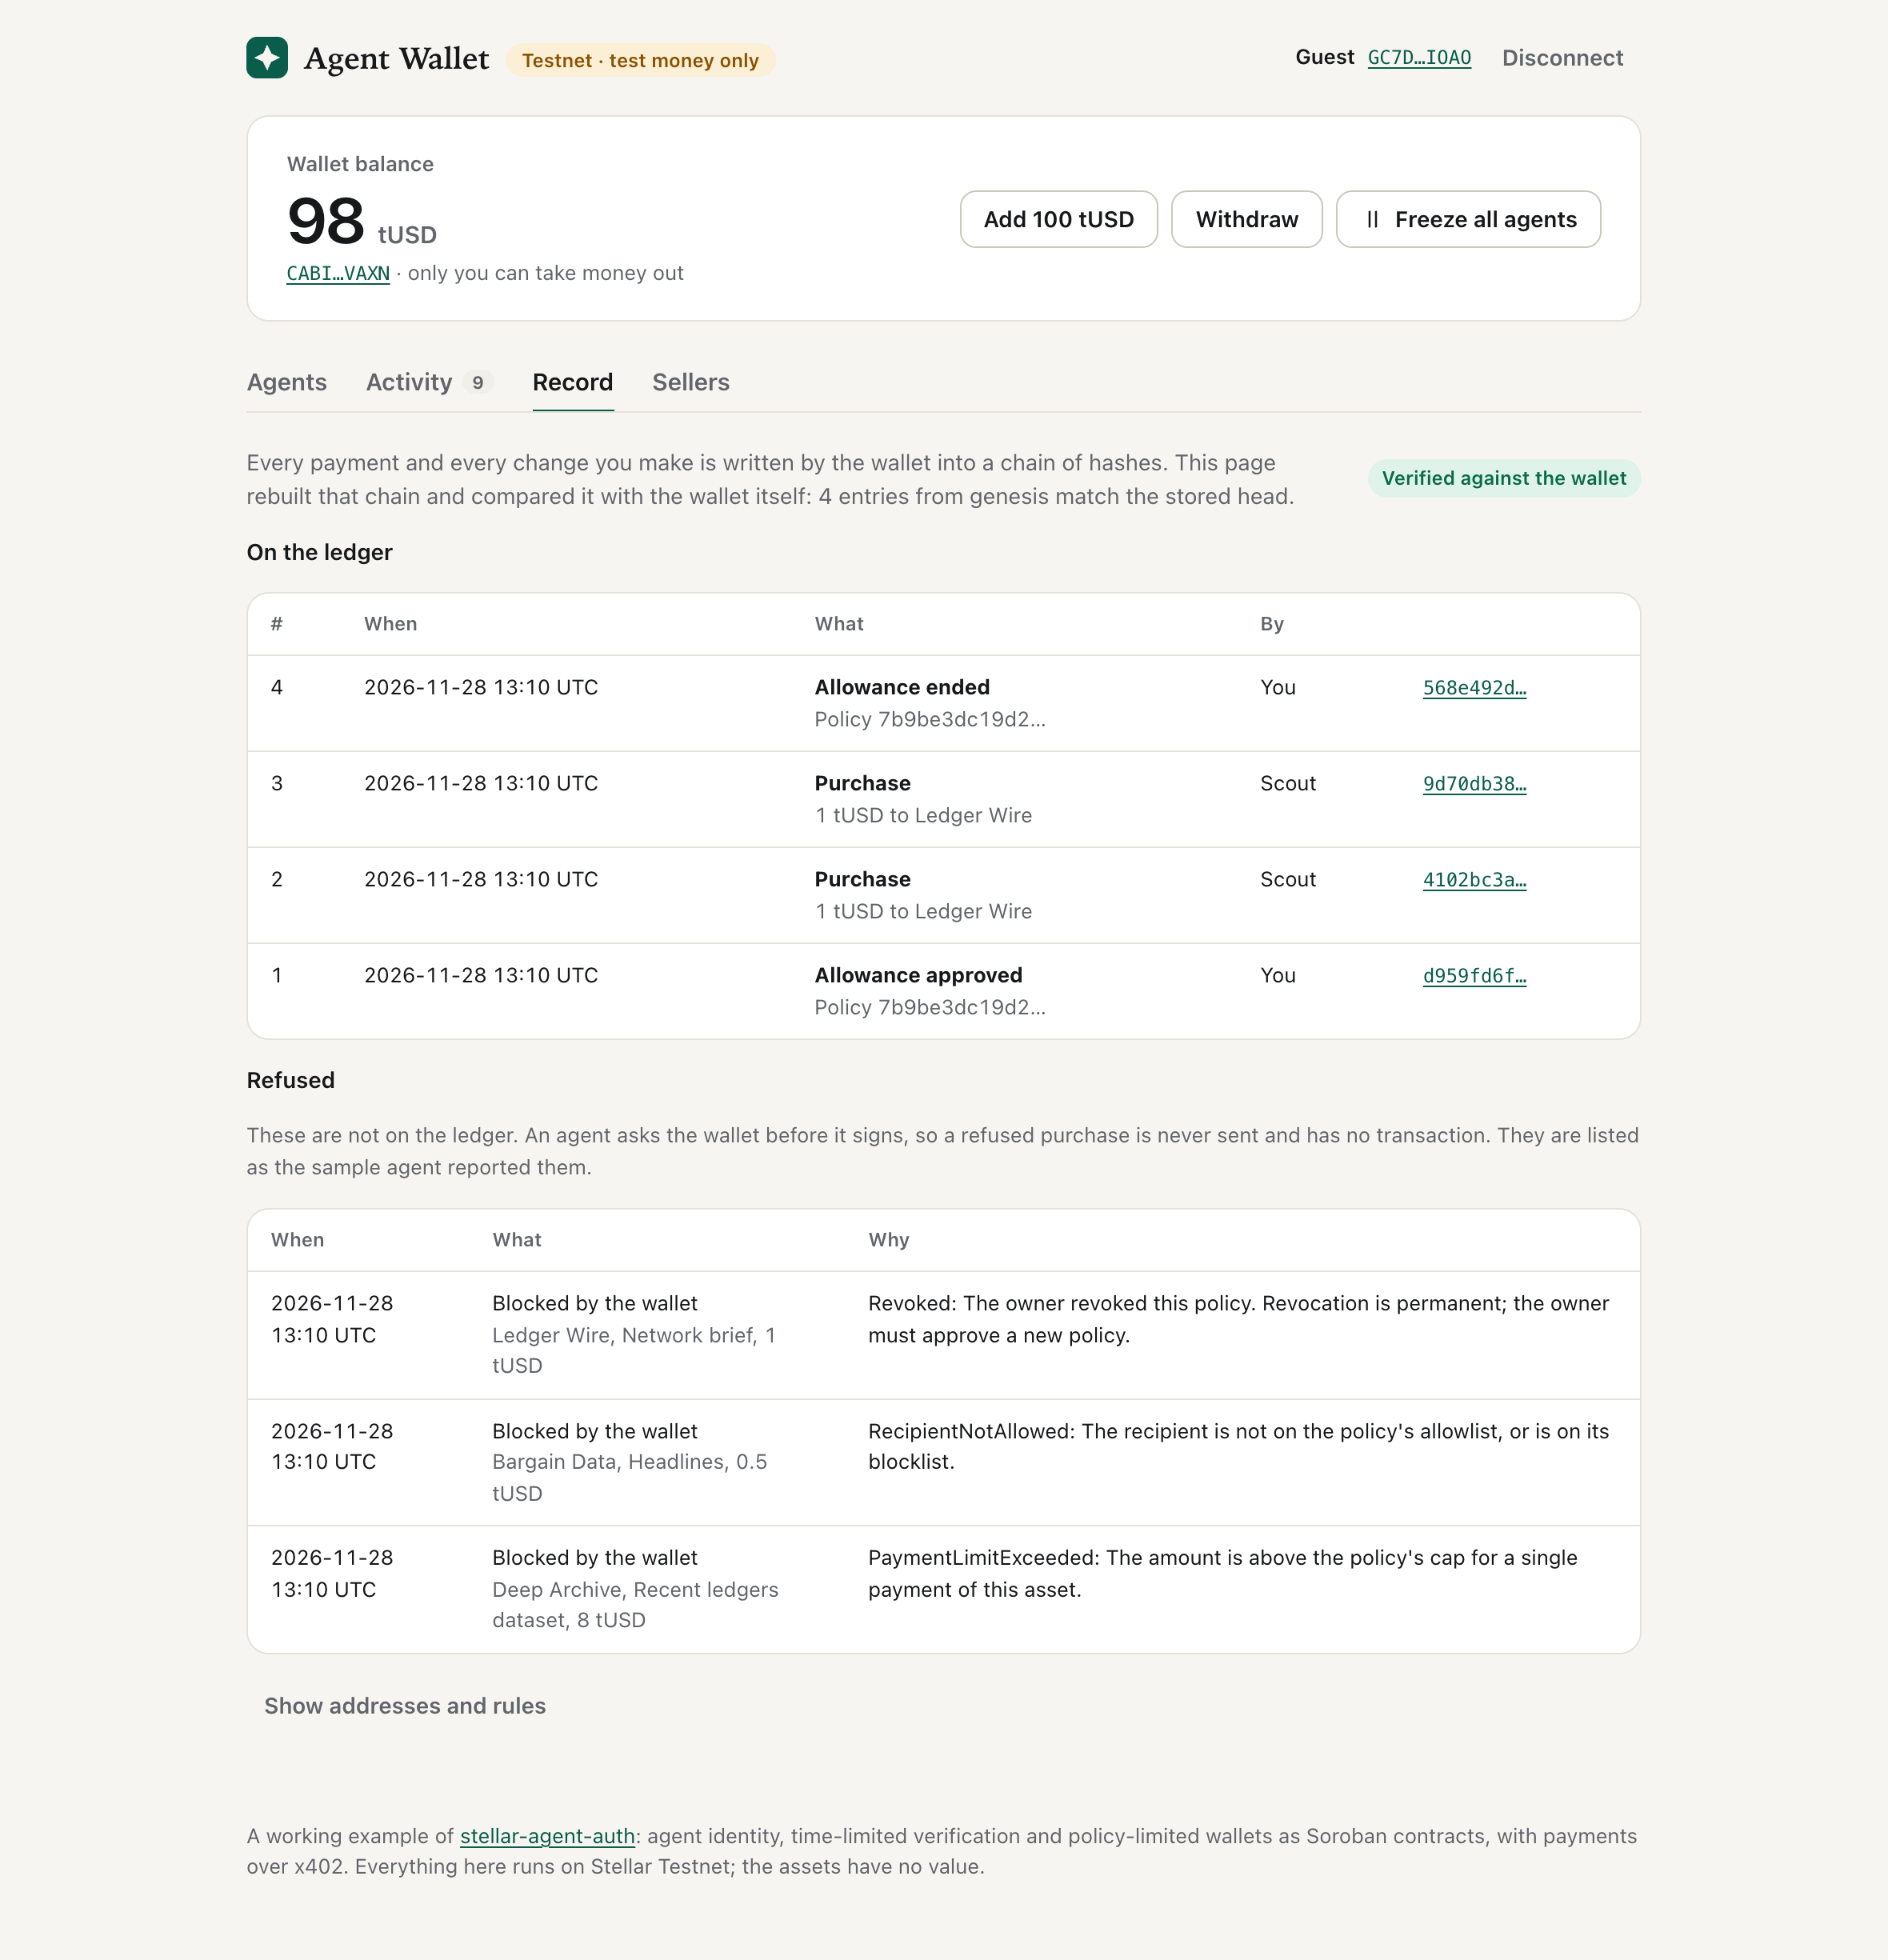 Agent Wallet
Testnet · test money only
Guest GC7D…IOAO
Disconnect
Wallet balance
98 tUSD
CABI…VAXN · only you can take money out
Add 100 tUSD
Withdraw
Freeze all agents
Agents
Activity 9
Record
Sellers
Every payment and every change you make is written by the wallet into a chain of hashes. This page
rebuilt that chain and compared it with the wallet itself: 4 entries from genesis match the stored head.
Verified against the wallet
On the ledger
# When What By
4 2026-11-28 13:10 UTC Allowance ended You 568e492d…
Policy 7b9be3dc19d2…
3 2026-11-28 13:10 UTC Purchase Scout 9d70db38…
1 tUSD to Ledger Wire
2 2026-11-28 13:10 UTC Purchase Scout 4102bc3a…
1 tUSD to Ledger Wire
1 2026-11-28 13:10 UTC Allowance approved You d959fd6f…
Policy 7b9be3dc19d2…
Refused
These are not on the ledger. An agent asks the wallet before it signs, so a refused purchase is never sent and has no transaction. They are listed
as the sample agent reported them.
When What Why
2026-11-28
13:10 UTC
Blocked by the wallet
Ledger Wire, Network brief, 1
tUSD
Revoked: The owner revoked this policy. Revocation is permanent; the owner
must approve a new policy.
2026-11-28
13:10 UTC
Blocked by the wallet
Bargain Data, Headlines, 0.5
tUSD
RecipientNotAllowed: The recipient is not on the policy's allowlist, or is on its
blocklist.
2026-11-28
13:10 UTC
Blocked by the wallet
Deep Archive, Recent ledgers
dataset, 8 tUSD
PaymentLimitExceeded: The amount is above the policy's cap for a single
payment of this asset.
Show addresses and rules
A working example of stellar-agent-auth: agent identity, time-limited verification and policy-limited wallets as Soroban contracts, with payments
over x402. Everything here runs on Stellar Testnet; the assets have no value.